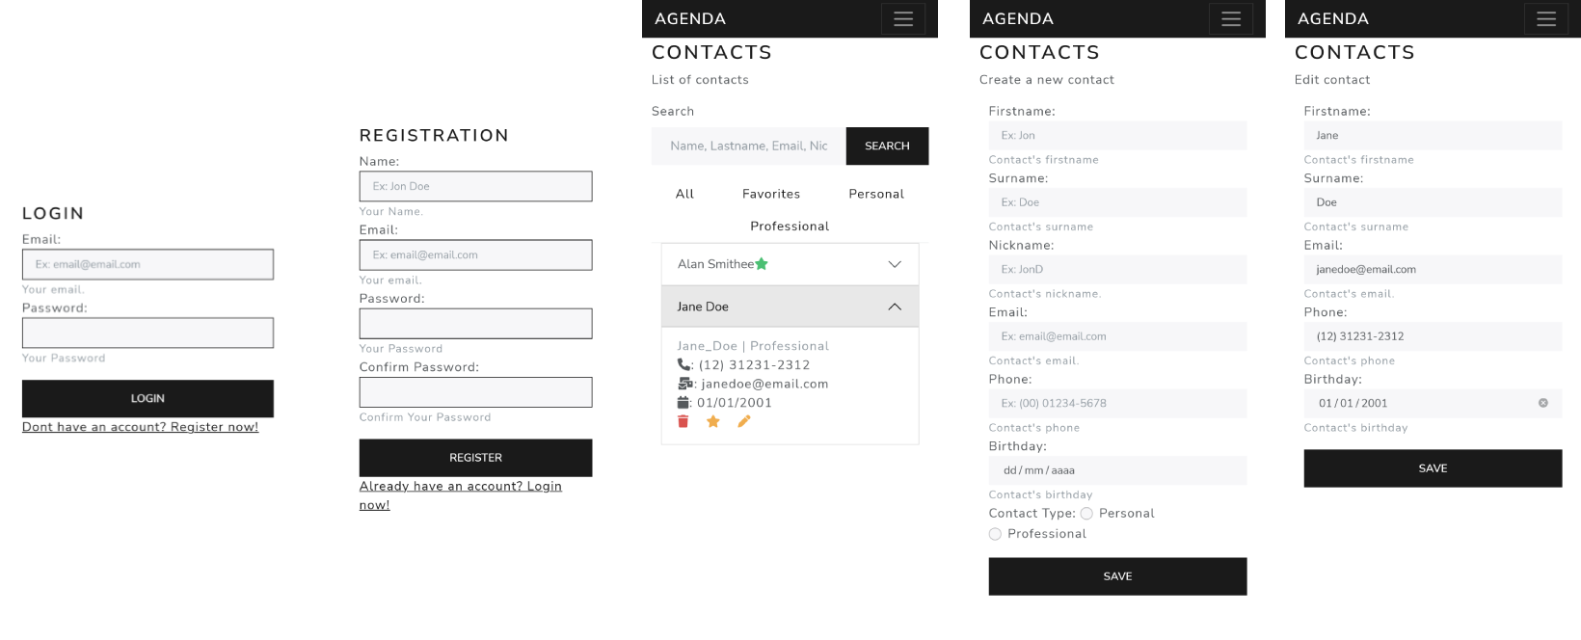 LOGIN
Email:
Ex: email@email.com
Your email.
Password:
Your Password
LOGIN
Dont have an account? Register now!
REGISTRATION
Name:
Ex: Jon Doe
Your Name.
Email:
Ex: email@email.com
Your email.
Password:
Your Password
Confirm Password:
Confirm Your Password
REGISTER
Already have an account? Login
now!
AGENDA
CONTACTS
List of contacts
Search
Name, Lastname, Email, Nic
SEARCH
All Favorites Personal
Professional
Alan Smithee
Jane Doe
Jane_Doe | Professional
: (12) 31231-2312
: janedoe@email.com
: 01/01/2001
AGENDA
CONTACTS
Create a new contact
Firstname:
Ex: Jon
Contact's firstname
Surname:
Ex: Doe
Contact's surname
Nickname:
Ex: JonD
Contact's nickname.
Email:
Ex: email@email.com
Contact's email.
Phone:
Ex: (00) 01234-5678
Contact's phone
Birthday:
dd / mm / aaaa
Contact's birthday
Contact Type: Personal
Professional
SAVE
AGENDA
CONTACTS
Edit contact
Firstname:
Jane
Contact's firstname
Surname:
Doe
Contact's surname
Email:
janedoe@email.com
Contact's email.
Phone:
(12) 31231-2312
Contact's phone
Birthday:
01 / 01 / 2001
Contact's birthday
SAVE